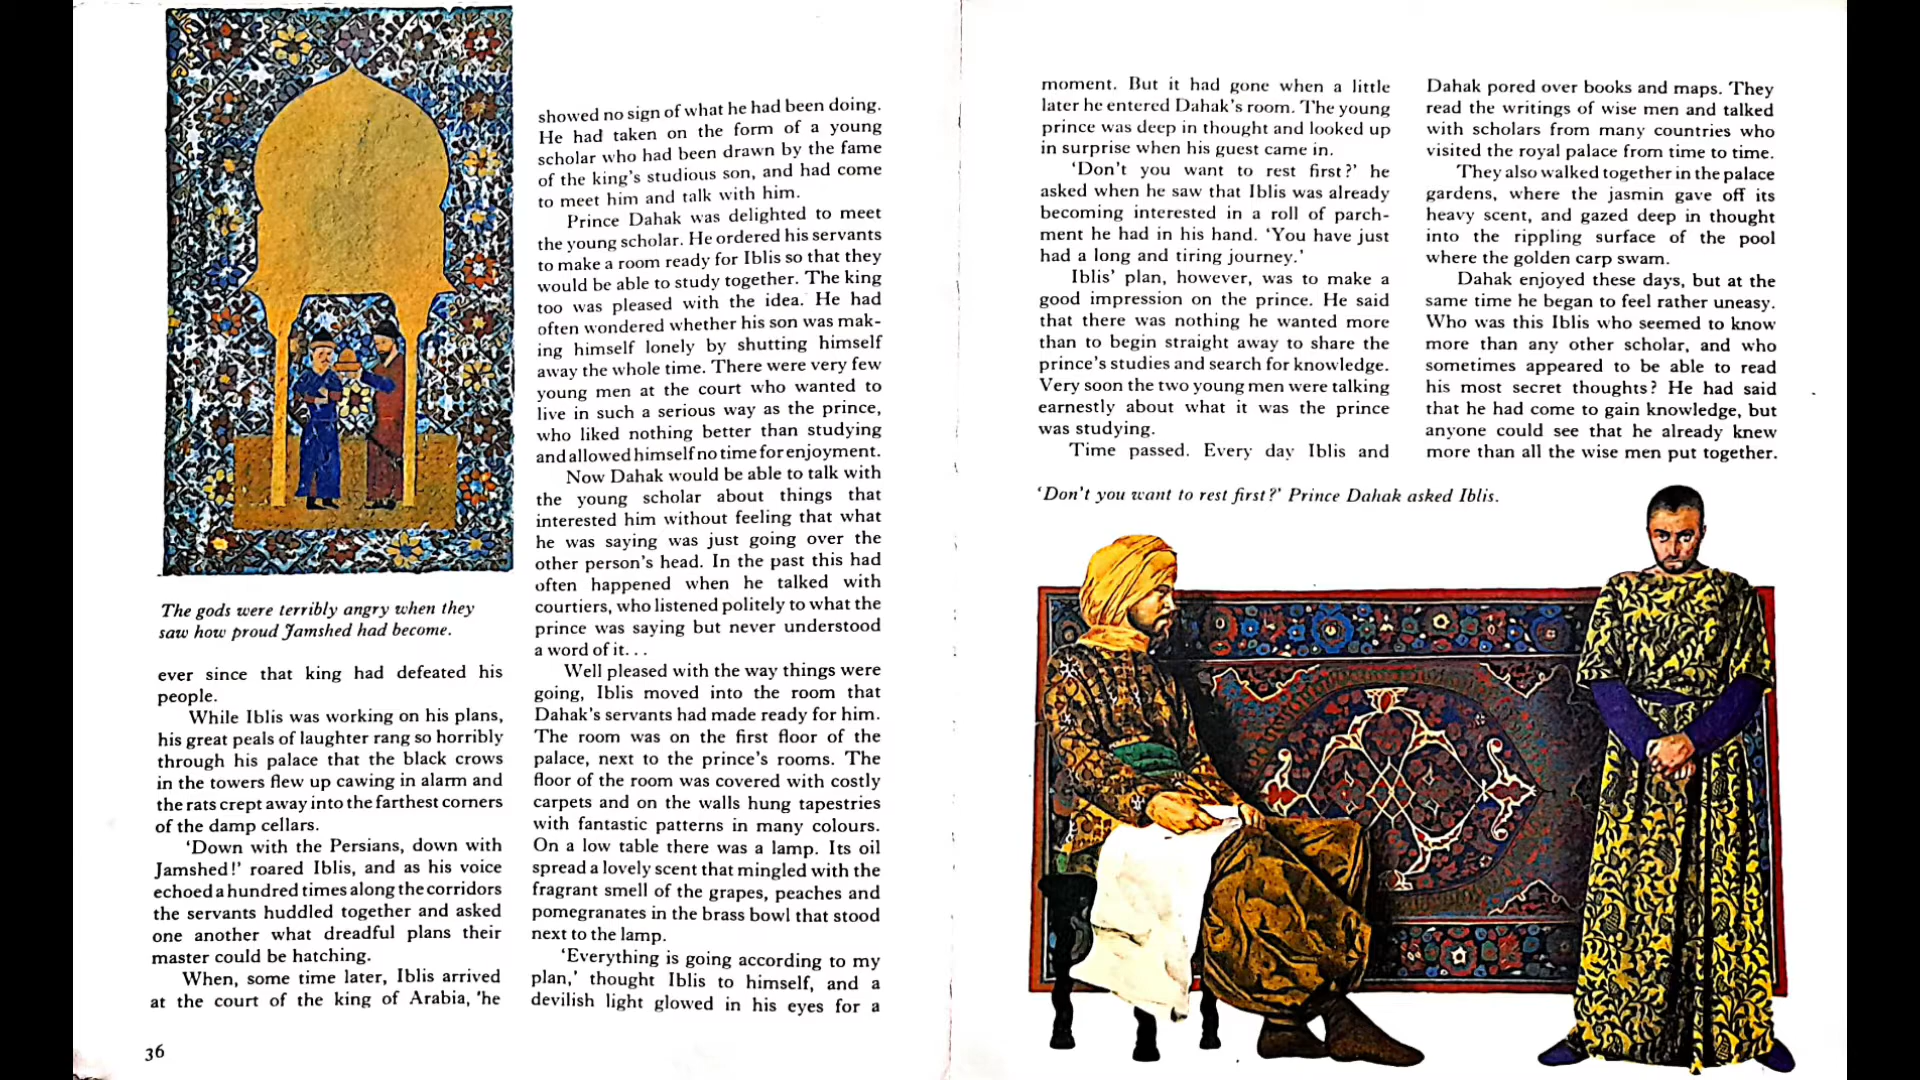 The gods were terribly angry when they
saw how proud Jamshed had become.
ever since that king had defeated his
people.
While Iblis was working on his plans,
his great peals of laughter rang so horribly
through his palace that the black crows
in the towers flew up cawing in alarm and
the rats crept away into the farthest corners
of the damp cellars.
‘Down with the Persians, down with
Jamshed!’ roared Iblis, and as his voice
echoed a hundred times along the corridors
the servants huddled together and asked
one another what dreadful plans their
master could be hatching.
When, some time later, Iblis arrived
at the court of the king of Arabia, ‘he
36
showed no sign of what he had been doing.
He had taken on the form of a young
scholar who had been drawn by the fame
of the king’s studious son, and had come
to meet him and talk with him.
Prince Dahak was delighted to meet
the young scholar. He ordered his servants
to make a room ready for Iblis so that they
would be able to study together. The king
too was pleased with the idea. He had
often wondered whether his son was mak-
ing himself lonely by shutting himself
away the whole time. There were very few
young men at the court who wanted to
live in such a serious way as the prince,
who liked nothing better than studying
and allowed himself no time for enjoyment.
Now Dahak would be able to talk with
the young scholar about things that
interested him without feeling that what
he was saying was just going over the
other person’s head. In the past this had
often happened when he talked with
courtiers, who listened politely to what the
prince was saying but never understood
a word of it. . .
Well pleased with the way things were
going, Iblis moved into the room that
Dahak’s servants had made ready for him.
The room was on the first floor of the
palace, next to the prince’s rooms. The
floor of the room was covered with costly
carpets and on the walls hung tapestries
with fantastic patterns in many colours.
On a low table there was a lamp. Its oil
spread a lovely scent that mingled with the
fragrant smell of the grapes, peaches and
pomegranates in the brass bowl that stood
next to the lamp.
‘Everything is going according to my
plan,’ thought Iblis to himself, and a
devilish light glowed in his eyes for a
moment. But it had gone when a little
later he entered Dahak’s room. The young
prince was deep in thought and looked up
in surprise when his guest came in.
‘Don’t you want to rest first?’ he
asked when he saw that Iblis was already
becoming interested in a roll of parch-
ment he had in his hand. ‘You have just
had a long and tiring journey.’
Iblis’ plan, however, was to make a
good impression on the prince. He said
that there was nothing he wanted more
than to begin straight away to share the
prince’s studies and search for knowledge.
Very soon the two young men were talking
earnestly about what it was the prince
was studying.
Time passed. Every day Iblis and
Dahak pored over books and maps. They
read the writings of wise men and talked
with scholars from many countries who
visited the royal palace from time to time.
They also walked together in the palace
gardens, where the jasmin gave off its
heavy scent, and gazed deep in thought
into the rippling surface of the pool
where the golden carp swam.
Dahak enjoyed these days, but at the
same time he began to feel rather uneasy.
Who was this Iblis who seemed to know
more than any other scholar, and who
sometimes appeared to be able to read
his most secret thoughts? He had said
that he had come to gain knowledge, but
anyone could see that he already knew
more than all the wise men put together.
‘Don’t you want to rest first?’ Prince Dahak asked Iblis.